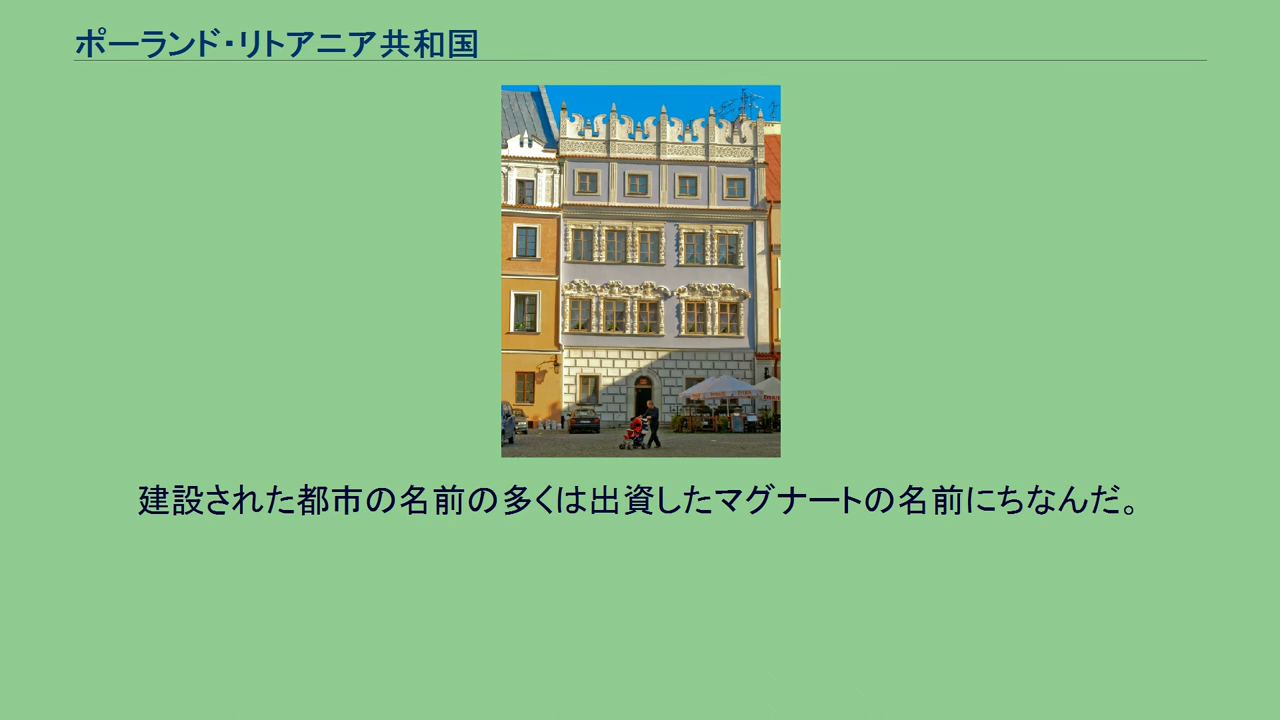 ポーランド・リトアニア共和国
建設された都市の名前の多くは出資したマグナートの名前にちなんだ。